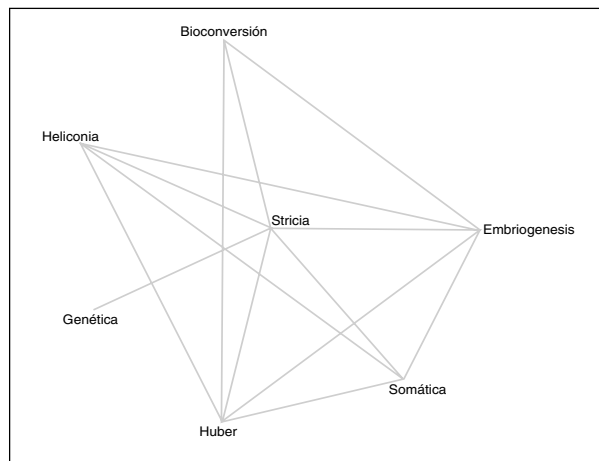 Bioconversión
Heliconia
Stricia
Embriogenesis
Genética
Somática
Huber